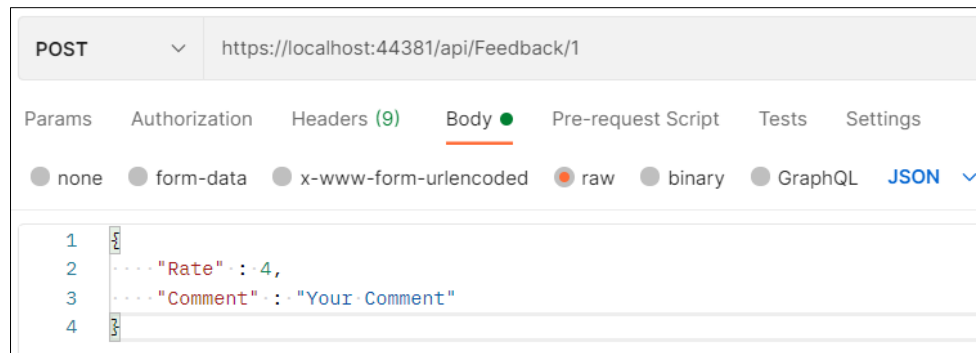 POST https://localhost:44381/api/Feedback/1
Params Authorization Headers (9) Body Pre-request Script Tests Settings
none form-data x-www-form-urlencoded raw binary GraphQL JSON
1 {
2 "Rate" : 4,
3 "Comment" : "Your Comment"
4 }